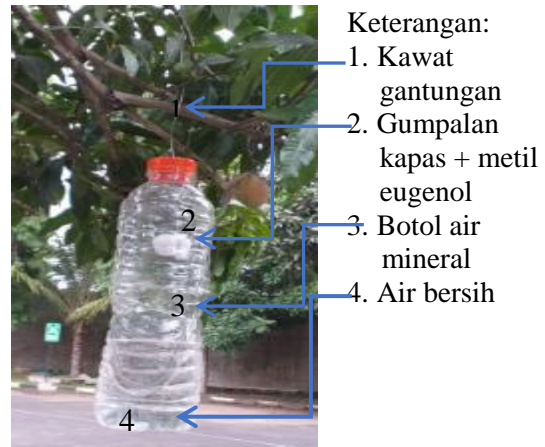 Keterangan:
1. Kawat
gantungan
2. Gumpalan
kapas + metil
eugenol
3. Botol air
mineral
4. Air bersih
1
2
3
4